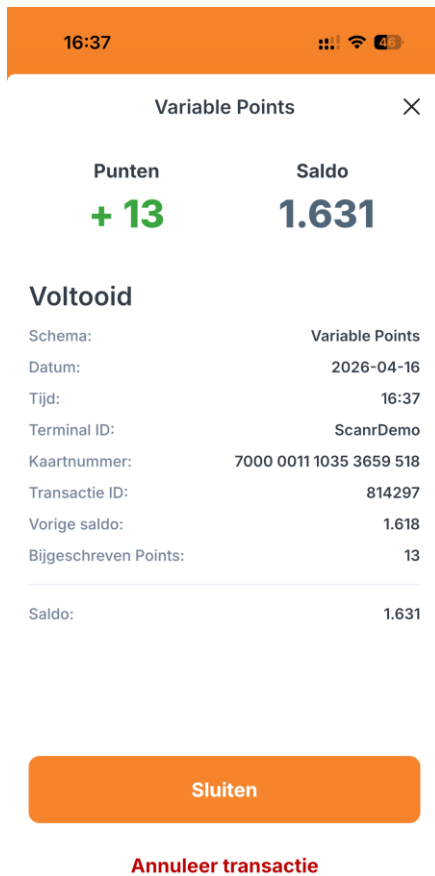 16:37
46
Variable Points
Punten Saldo
+ 13 1.631
Voltooid
Schema: Variable Points
Datum: 2026-04-16
Tijd: 16:37
Terminal ID: ScanrDemo
Kaartnummer: 7000 0011 1035 3659 518
Transactie ID: 814297
Vorige saldo: 1.618
Bijgeschreven Points: 13
Saldo: 1.631
Sluiten
Annuleer transactie